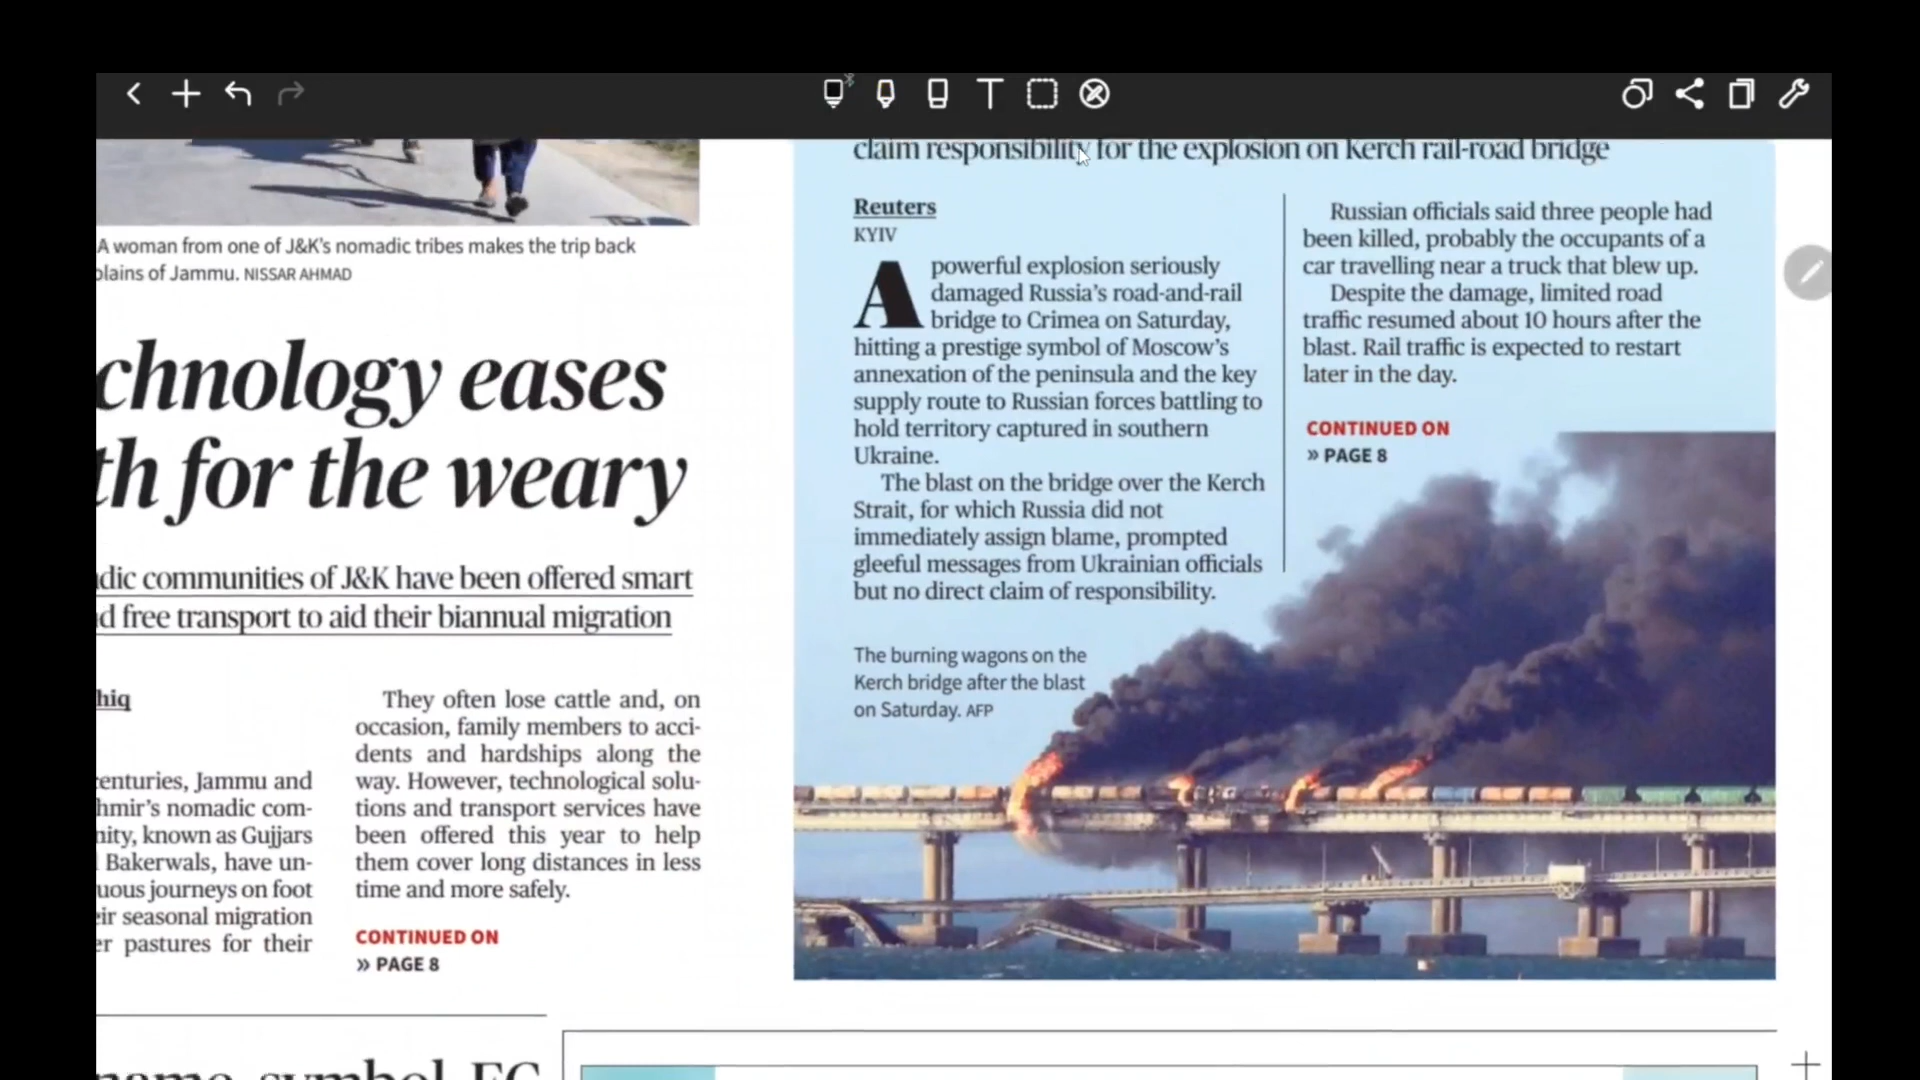 A woman from one of J&K's nomadic tribes makes the trip back
plains of Jammu. NISSAR AHMAD
chnology eases
th for the weary
dic communities of J&K have been offered smart
d free transport to aid their biannual migration
hiq
centuries, Jammu and
hmir's nomadic com-
nity, known as Gujjars
Bakerwals, have un-
uous journeys on foot
eir seasonal migration
er pastures for their
They often lose cattle and, on
occasion, family members to acci-
dents and hardships along the
way. However, technological solu-
tions and transport services have
been offered this year to help
them cover long distances in less
time and more safely.
CONTINUED ON
» PAGE 8
name, symbol
claim responsibility for the explosion on Kerch rail-road bridge
Reuters
KYIV
A powerful explosion seriously
damaged Russia's road-and-rail
bridge to Crimea on Saturday,
hitting a prestige symbol of Moscow's
annexation of the peninsula and the key
supply route to Russian forces battling to
hold territory captured in southern
Ukraine.
The blast on the bridge over the Kerch
Strait, for which Russia did not
immediately assign blame, prompted
gleeful messages from Ukrainian officials
but no direct claim of responsibility.
The burning wagons on the
Kerch bridge after the blast
on Saturday. AFP
Russian officials said three people had
been killed, probably the occupants of a
car travelling near a truck that blew up.
Despite the damage, limited road
traffic resumed about 10 hours after the
blast. Rail traffic is expected to restart
later in the day.
CONTINUED ON
» PAGE 8